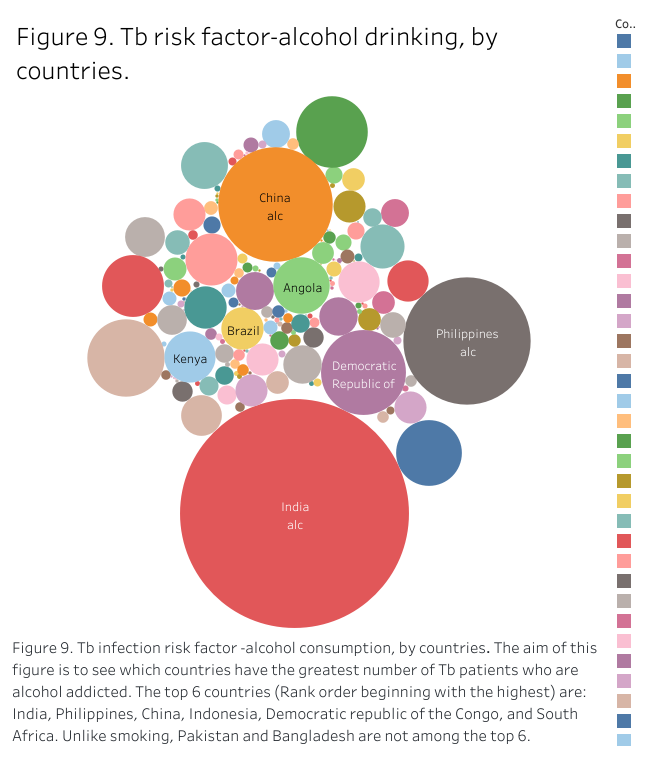 Figure 9. Tb risk factor-alcohol drinking, by
countries.
Co..
China
alc
Angola
Brazil
Kenya
Philippines
alc
Democratic
Republic of
India
alc
Figure 9. Tb infection risk factor -alcohol consumption, by countries. The aim of this
figure is to see which countries have the greatest number of Tb patients who are
alcohol addicted. The top 6 countries (Rank order beginning with the highest) are:
India, Philippines, China, Indonesia, Democratic republic of the Congo, and South
Africa. Unlike smoking, Pakistan and Bangladesh are not among the top 6.